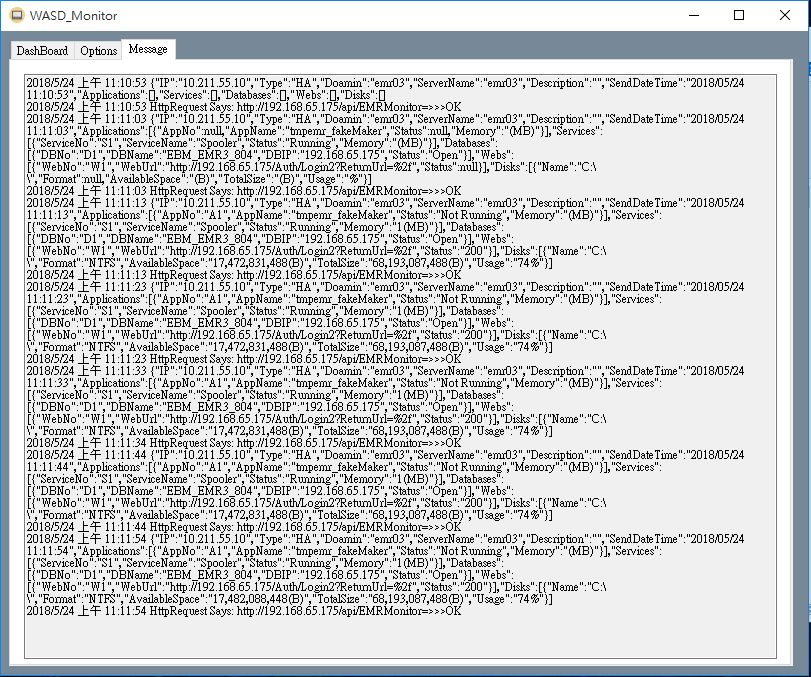 WASD_Monitor
DashBoard Options Message
2018/5/24 上午 11:10:53 {"IP":"10.211.55.10","Type":"HA","Doamin":"emr03","ServerName":"emr03","Description":"","SendDateTime":"2018/05/24
11:10:53","Applications":[],"Services":[],"Databases":[],"Webs":[],"Disks":[]
2018/5/24 上午 11:10:53 HttpRequest Says: http://192.168.65.175/api/EMRMonitor=>>>OK
2018/5/24 上午 11:11:03 {"IP":"10.211.55.10","Type":"HA","Doamin":"emr03","ServerName":"emr03","Description":"","SendDateTime":"2018/05/24
11:11:03","Applications":[{"AppNo":null,"AppName":"tmpemr_fakeMaker","Status":null,"Memory":"(MB)"}],"Services":
[{"ServiceNo":"S1","ServiceName":"Spooler","Status":"Running","Memory":"(MB)"}],"Databases":
[{"DBNo":"D1","DBName":"EBM_EMR3_804","DBIP":"192.168.65.175","Status":"Open"}],"Webs":
[{"WebNo":"W1","WebUrl":"http://192.168.65.175/Auth/Login2?ReturnUrl=%2f","Status":null}],"Disks":[{"Name":"C:\
\","Format":null,"AvailableSpace":"(B)","TotalSize":"(B)","Usage":"%"}]
2018/5/24 上午 11:11:03 HttpRequest Says: http://192.168.65.175/api/EMRMonitor=>>>OK
2018/5/24 上午 11:11:13 {"IP":"10.211.55.10","Type":"HA","Doamin":"emr03","ServerName":"emr03","Description":"","SendDateTime":"2018/05/24
11:11:13","Applications":[{"AppNo":"A1","AppName":"tmpemr_fakeMaker","Status":"Not Running","Memory":"(MB)"}],"Services":
[{"ServiceNo":"S1","ServiceName":"Spooler","Status":"Running","Memory":"1(MB)"}],"Databases":
[{"DBNo":"D1","DBName":"EBM_EMR3_804","DBIP":"192.168.65.175","Status":"Open"}],"Webs":
[{"WebNo":"W1","WebUrl":"http://192.168.65.175/Auth/Login2?ReturnUrl=%2f","Status":"200"}],"Disks":[{"Name":"C:\
\","Format":"NTFS","AvailableSpace":"17,472,831,488(B)","TotalSize":"68,193,087,488(B)","Usage":"74%"}]
2018/5/24 上午 11:11:13 HttpRequest Says: http://192.168.65.175/api/EMRMonitor=>>>OK
2018/5/24 上午 11:11:23 {"IP":"10.211.55.10","Type":"HA","Doamin":"emr03","ServerName":"emr03","Description":"","SendDateTime":"2018/05/24
11:11:23","Applications":[{"AppNo":"A1","AppName":"tmpemr_fakeMaker","Status":"Not Running","Memory":"(MB)"}],"Services":
[{"ServiceNo":"S1","ServiceName":"Spooler","Status":"Running","Memory":"1(MB)"}],"Databases":
[{"DBNo":"D1","DBName":"EBM_EMR3_804","DBIP":"192.168.65.175","Status":"Open"}],"Webs":
[{"WebNo":"W1","WebUrl":"http://192.168.65.175/Auth/Login2?ReturnUrl=%2f","Status":"200"}],"Disks":[{"Name":"C:\
\","Format":"NTFS","AvailableSpace":"17,472,831,488(B)","TotalSize":"68,193,087,488(B)","Usage":"74%"}]
2018/5/24 上午 11:11:23 HttpRequest Says: http://192.168.65.175/api/EMRMonitor=>>>OK
2018/5/24 上午 11:11:33 {"IP":"10.211.55.10","Type":"HA","Doamin":"emr03","ServerName":"emr03","Description":"","SendDateTime":"2018/05/24
11:11:33","Applications":[{"AppNo":"A1","AppName":"tmpemr_fakeMaker","Status":"Not Running","Memory":"(MB)"}],"Services":
[{"ServiceNo":"S1","ServiceName":"Spooler","Status":"Running","Memory":"1(MB)"}],"Databases":
[{"DBNo":"D1","DBName":"EBM_EMR3_804","DBIP":"192.168.65.175","Status":"Open"}],"Webs":
[{"WebNo":"W1","WebUrl":"http://192.168.65.175/Auth/Login2?ReturnUrl=%2f","Status":"200"}],"Disks":[{"Name":"C:\
\","Format":"NTFS","AvailableSpace":"17,472,831,488(B)","TotalSize":"68,193,087,488(B)","Usage":"74%"}]
2018/5/24 上午 11:11:34 HttpRequest Says: http://192.168.65.175/api/EMRMonitor=>>>OK
2018/5/24 上午 11:11:44 {"IP":"10.211.55.10","Type":"HA","Doamin":"emr03","ServerName":"emr03","Description":"","SendDateTime":"2018/05/24
11:11:44","Applications":[{"AppNo":"A1","AppName":"tmpemr_fakeMaker","Status":"Not Running","Memory":"(MB)"}],"Services":
[{"ServiceNo":"S1","ServiceName":"Spooler","Status":"Running","Memory":"1(MB)"}],"Databases":
[{"DBNo":"D1","DBName":"EBM_EMR3_804","DBIP":"192.168.65.175","Status":"Open"}],"Webs":
[{"WebNo":"W1","WebUrl":"http://192.168.65.175/Auth/Login2?ReturnUrl=%2f","Status":"200"}],"Disks":[{"Name":"C:\
\","Format":"NTFS","AvailableSpace":"17,472,831,488(B)","TotalSize":"68,193,087,488(B)","Usage":"74%"}]
2018/5/24 上午 11:11:44 HttpRequest Says: http://192.168.65.175/api/EMRMonitor=>>>OK
2018/5/24 上午 11:11:54 {"IP":"10.211.55.10","Type":"HA","Doamin":"emr03","ServerName":"emr03","Description":"","SendDateTime":"2018/05/24
11:11:54","Applications":[{"AppNo":"A1","AppName":"tmpemr_fakeMaker","Status":"Not Running","Memory":"(MB)"}],"Services":
[{"ServiceNo":"S1","ServiceName":"Spooler","Status":"Running","Memory":"1(MB)"}],"Databases":
[{"DBNo":"D1","DBName":"EBM_EMR3_804","DBIP":"192.168.65.175","Status":"Open"}],"Webs":
[{"WebNo":"W1","WebUrl":"http://192.168.65.175/Auth/Login2?ReturnUrl=%2f","Status":"200"}],"Disks":[{"Name":"C:\
\","Format":"NTFS","AvailableSpace":"17,482,088,448(B)","TotalSize":"68,193,087,488(B)","Usage":"74%"}]
2018/5/24 上午 11:11:54 HttpRequest Says: http://192.168.65.175/api/EMRMonitor=>>>OK